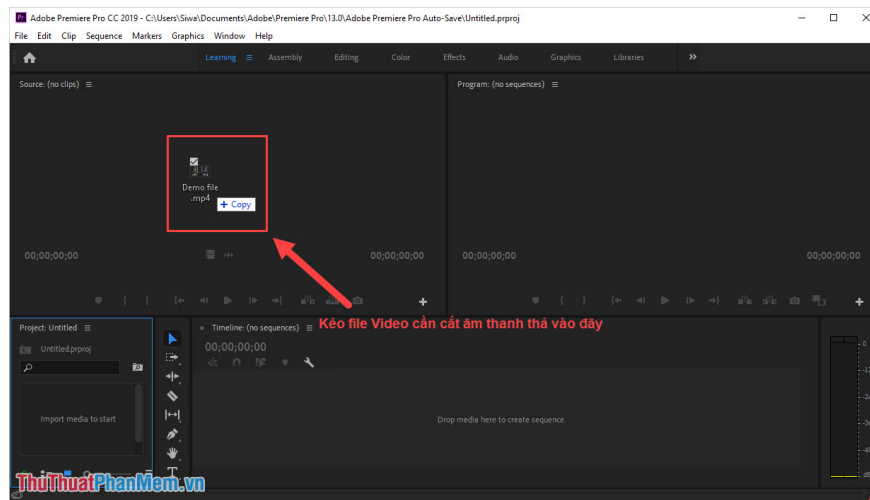 Pr Adobe Premiere Pro CC 2019 - C:\Users\Siwa\Documents\Adobe\Premiere Pro\13.0\Adobe Premiere Pro Auto-Save\Untitled.prproj
File Edit Clip Sequence Markers Graphics Window Help
Learning Assembly Editing Color Effects Audio Graphics Libraries
Source: (no clips)
Program: (no sequences)
Demo file
.mp4
+ Copy
00;00;00;00
00;00;00;00
00;00;00;00
00;00;00;00
Kéo file Video cần cắt âm thanh thả vào đây
Project: Untitled
Untitled.prproj
Import media to start
Timeline: (no sequences)
00;00;00;00
Drop media here to create sequence.
0
dB
ThuThuatPhanMem.vn